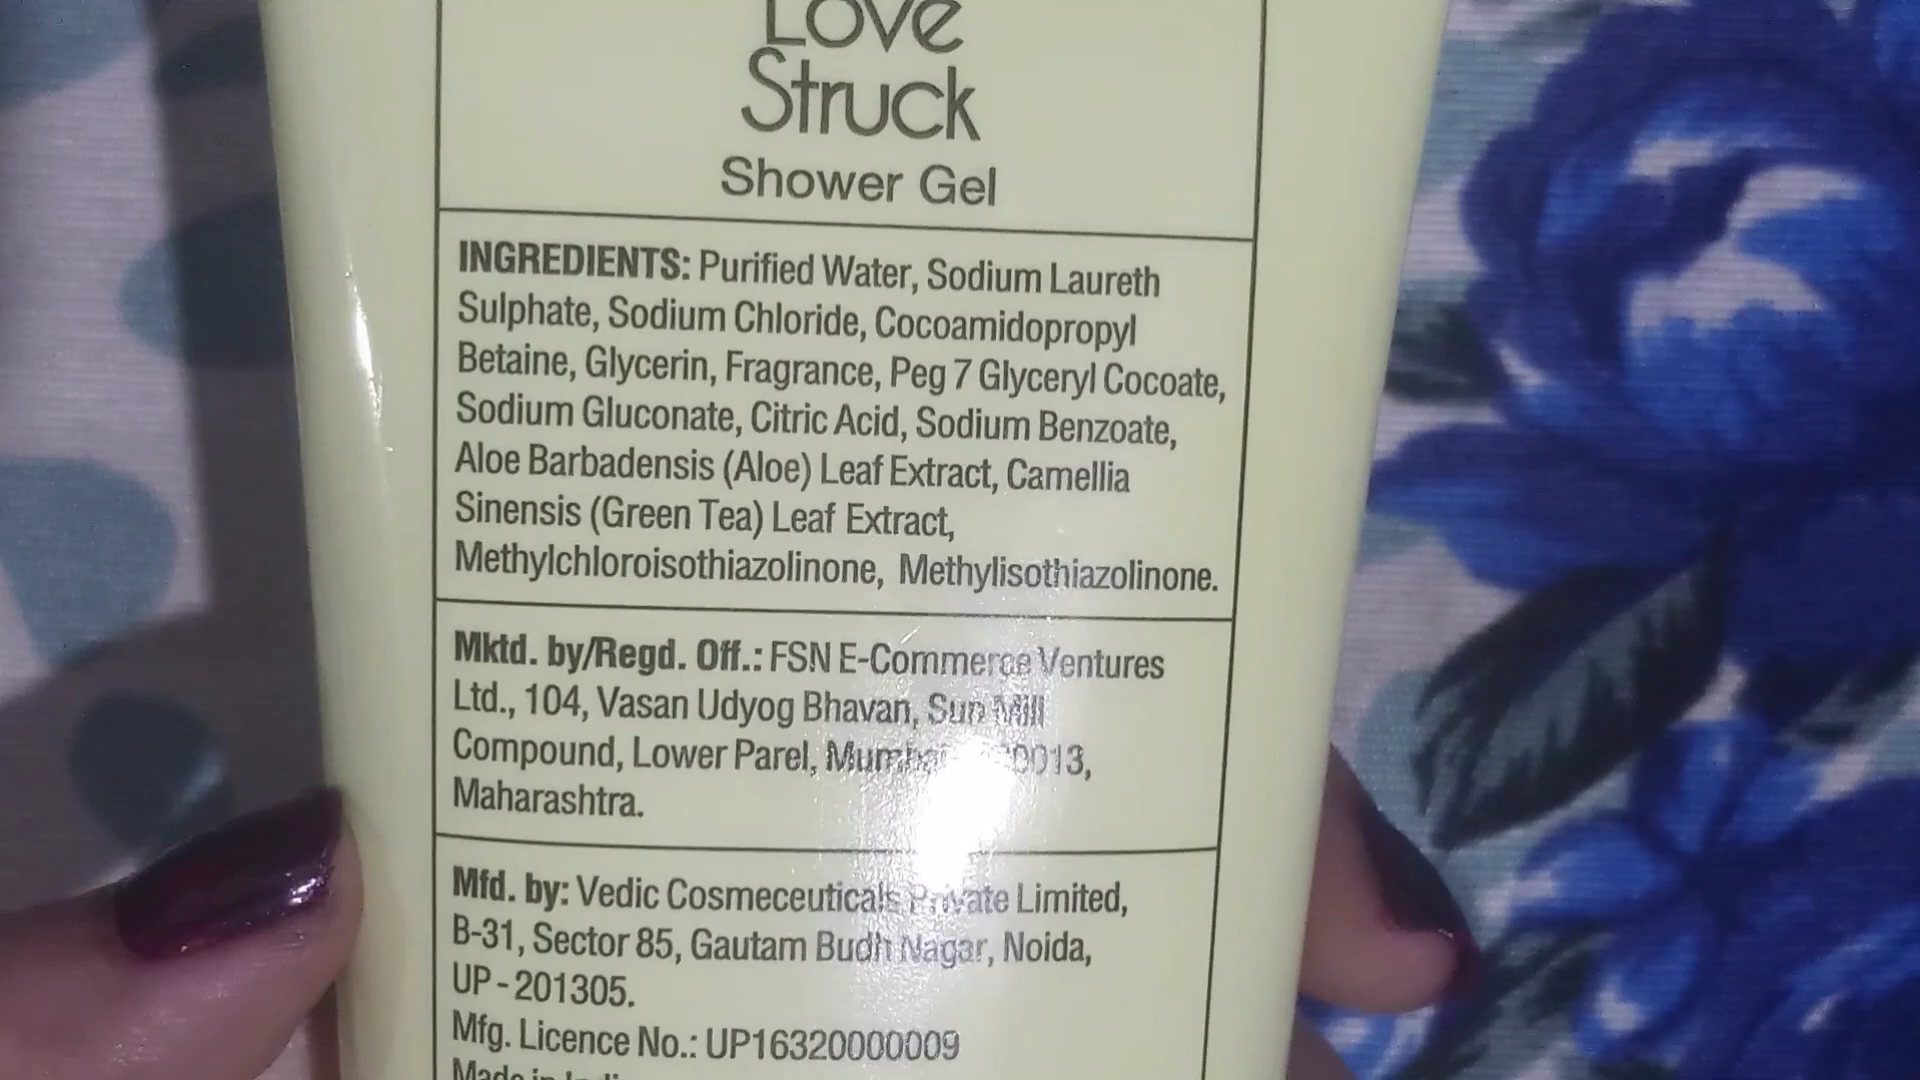 Love
Struck
Shower Gel
INGREDIENTS: Purified Water, Sodium Laureth
Sulphate, Sodium Chloride, Cocoamidopropyl
Betaine, Glycerin, Fragrance, Peg 7 Glyceryl Cocoate,
Sodium Gluconate, Citric Acid, Sodium Benzoate,
Aloe Barbadensis (Aloe) Leaf Extract, Camellia
Sinensis (Green Tea) Leaf Extract,
Methylchloroisothiazolinone, Methylisothiazolinone.
Mktd. by/Regd. Off.: FSN E-Commerce Ventures
Ltd., 104, Vasan Udyog Bhavan, Sun Mill
Compound, Lower Parel,
Maharashtra.
Mfd. by: Vedic Cosmeceuticals Private Limited,
B-31, Sector 85, Gautam Budh Nagar, Noida,
UP - 201305.
Mfg. Licence No.: UP16320000009
Made in